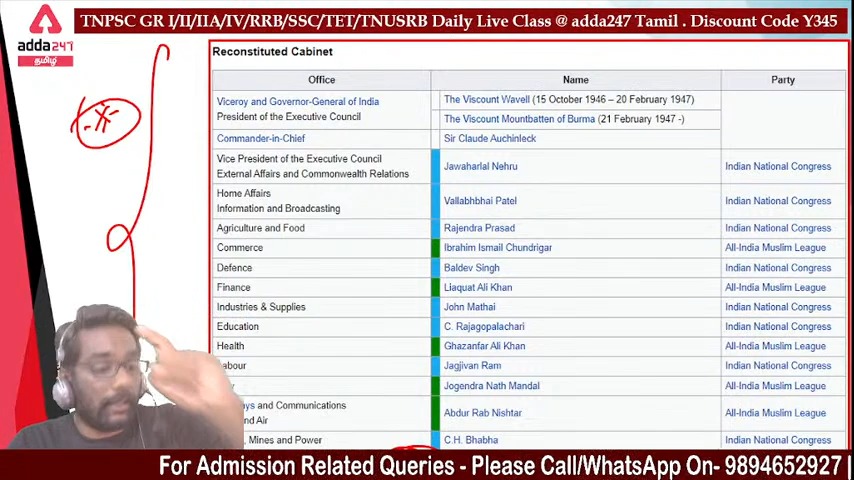 TNPSC GR I/II/IIA/IV/RRB/SSC/TET/TNUSRB Daily Live Class @ adda247 Tamil . Discount Code Y345
adda247
தமிழ்
Reconstituted Cabinet
Office Name Party
Viceroy and Governor-General of India
President of the Executive Council
The Viscount Wavell (15 October 1946 – 20 February 1947)
The Viscount Mountbatten of Burma (21 February 1947 -)
Commander-in-Chief Sir Claude Auchinleck
Vice President of the Executive Council
External Affairs and Commonwealth Relations
Jawaharlal Nehru Indian National Congress
Home Affairs
Information and Broadcasting
Vallabhbhai Patel Indian National Congress
Agriculture and Food Rajendra Prasad Indian National Congress
Commerce Ibrahim Ismail Chundrigar All-India Muslim League
Defence Baldev Singh Indian National Congress
Finance Liaquat Ali Khan All-India Muslim League
Industries & Supplies John Mathai Indian National Congress
Education C. Rajagopalachari Indian National Congress
Health Ghazanfar Ali Khan All-India Muslim League
abour Jagjivan Ram Indian National Congress
Jogendra Nath Mandal All-India Muslim League
ays and Communications
nd Air
Abdur Rab Nishtar All-India Muslim League
, Mines and Power C.H. Bhabha Indian National Congress
For Admission Related Queries - Please Call/WhatsApp On- 9894652927 |